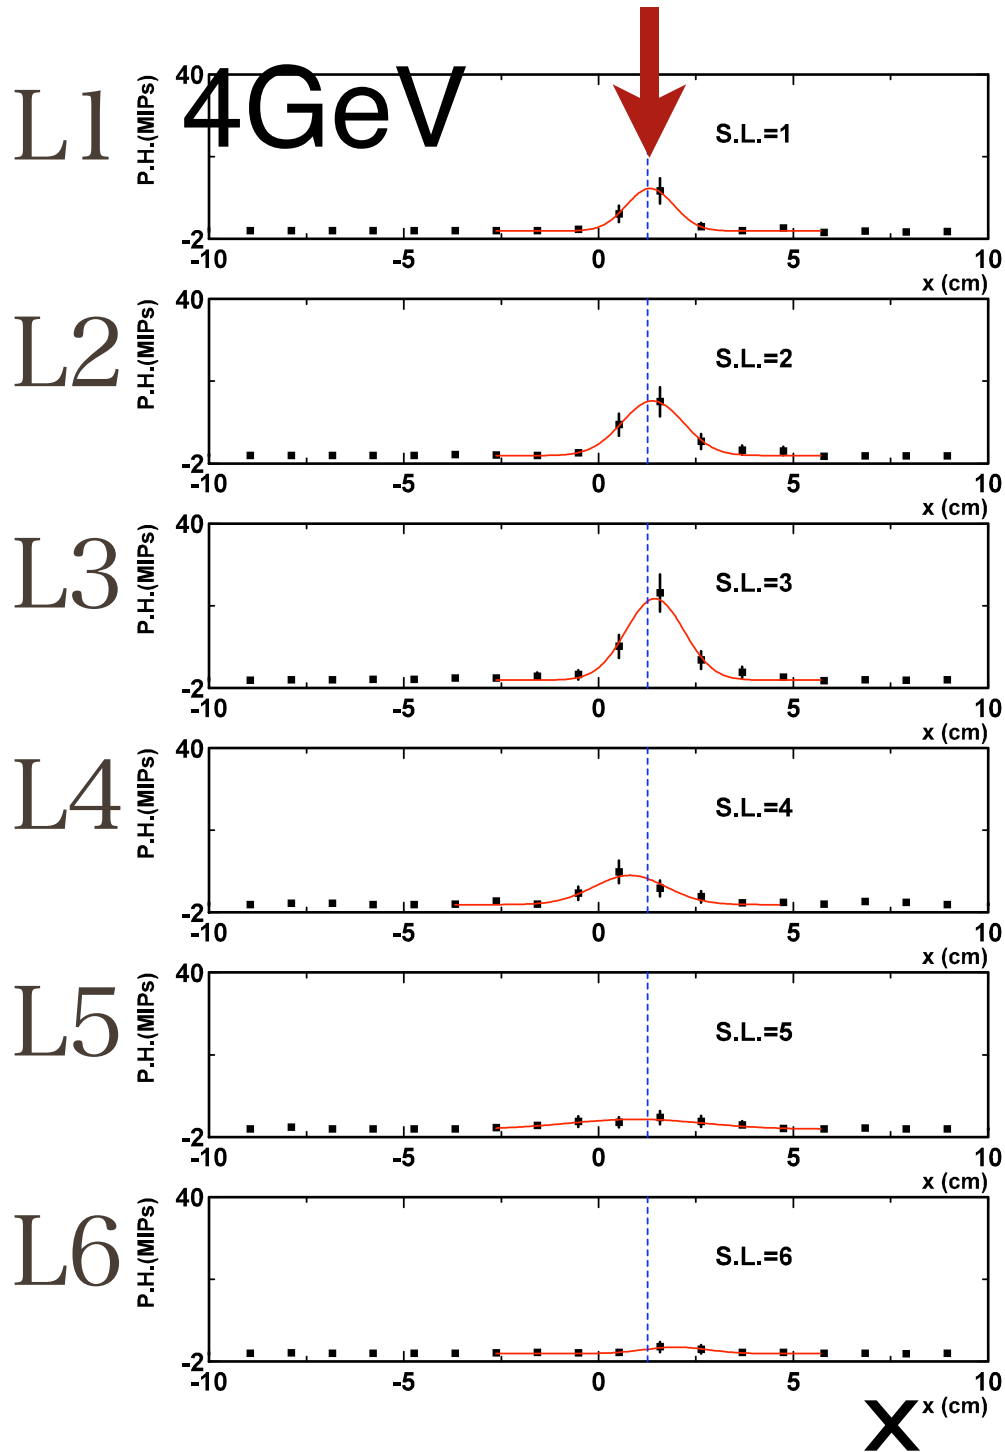 L1
P.H.(MIPs)
40
4GeV
S.L.=1
-2
-10 -5 0 5 10
x (cm)
L2
P.H.(MIPs)
40
S.L.=2
-2
-10 -5 0 5 10
x (cm)
L3
P.H.(MIPs)
40
S.L.=3
-2
-10 -5 0 5 10
x (cm)
L4
P.H.(MIPs)
40
S.L.=4
-2
-10 -5 0 5 10
x (cm)
L5
P.H.(MIPs)
40
S.L.=5
-2
-10 -5 0 5 10
x (cm)
L6
P.H.(MIPs)
40
S.L.=6
-2
-10 -5 0 5 10
x (cm)
x